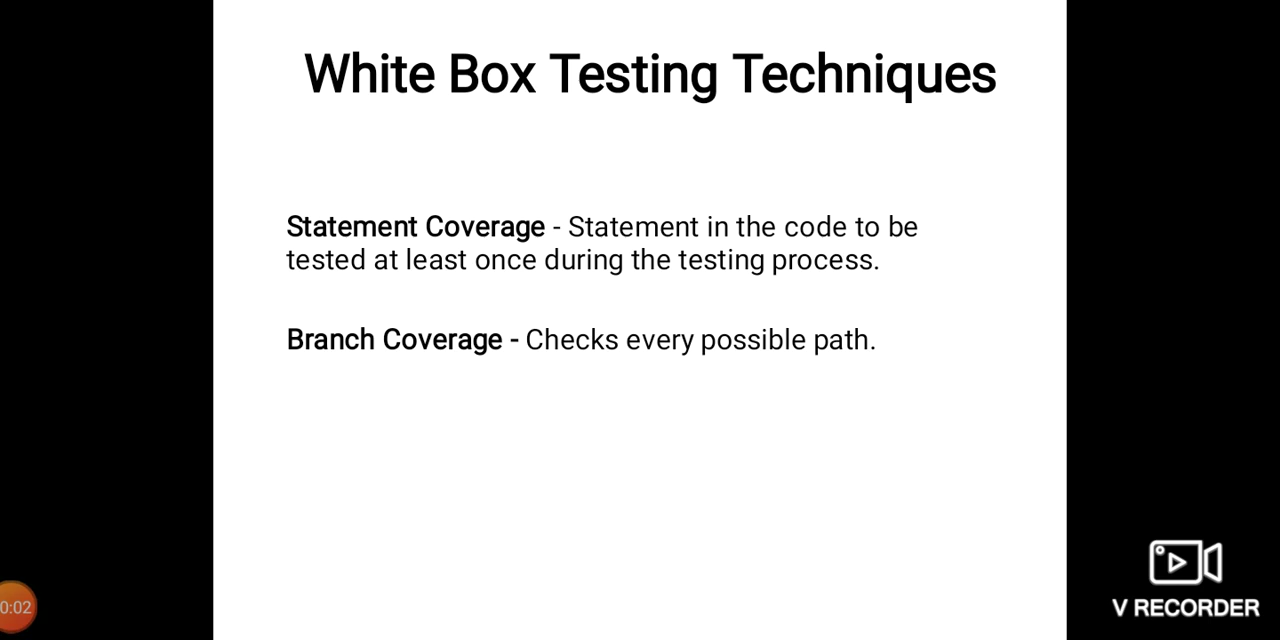 White Box Testing Techniques
Statement Coverage - Statement in the code to be
tested at least once during the testing process.
Branch Coverage - Checks every possible path.
0:02
V RECORDER